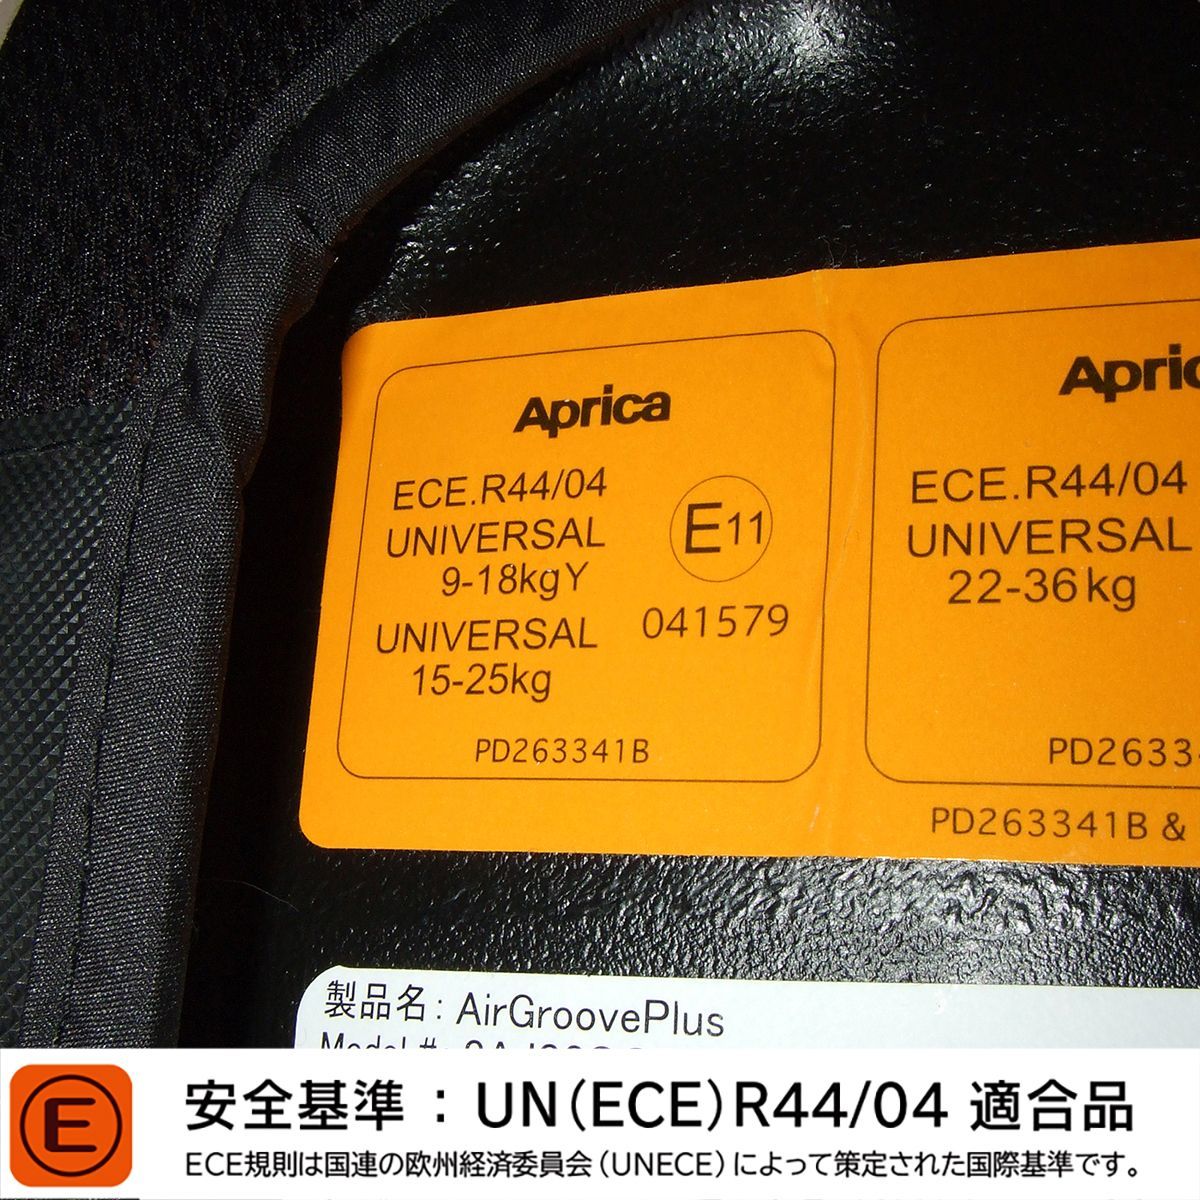 Aprica
ECE.R44/04
UNIVERSAL
9-18kgY
UNIVERSAL
15-25kg
E11
041579
PD263341B
ECE.R44/04
UNIVERSAL
22-36kg
PD263341B &
製品名: AirGroovePlus
Model #:
E
安全基準：UN(ECE)R44/04 適合品
ECE規則は国連の欧州経済委員会（UNECE）によって策定された国際基準です。